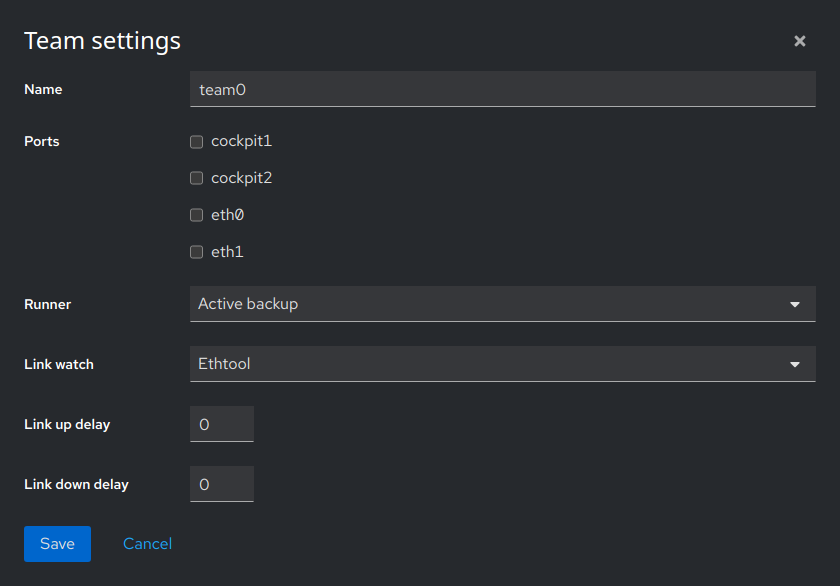 Team settings
Name
team0
Ports
cockpit1
cockpit2
eth0
eth1
Runner
Active backup
Link watch
Ethtool
Link up delay
0
Link down delay
0
Save
Cancel